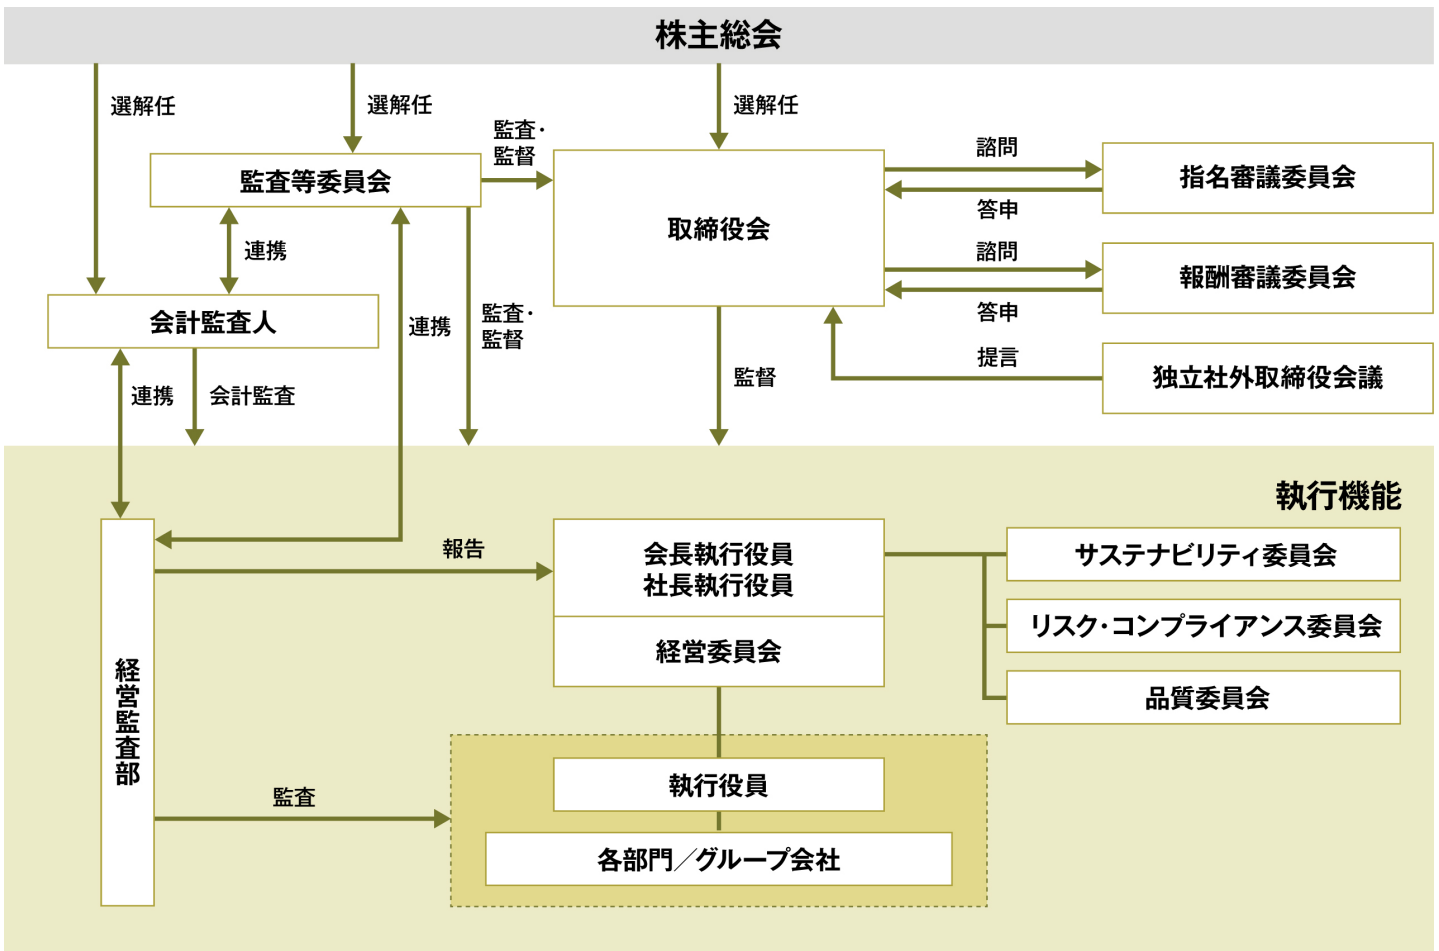 株主総会
選解任
選解任
選解任
監査・
監督
監査等委員会
諮問
指名審議委員会
答申
取締役会
連携
諮問
報酬審議委員会
答申
会計監査人
連携
監査・
監督
提言
独立社外取締役会議
監督
連携
会計監査
執行機能
報告
会長執行役員
社長執行役員
サステナビリティ委員会
リスク・コンプライアンス委員会
経営委員会
品質委員会
経営監査部
監査
執行役員
各部門／グループ会社